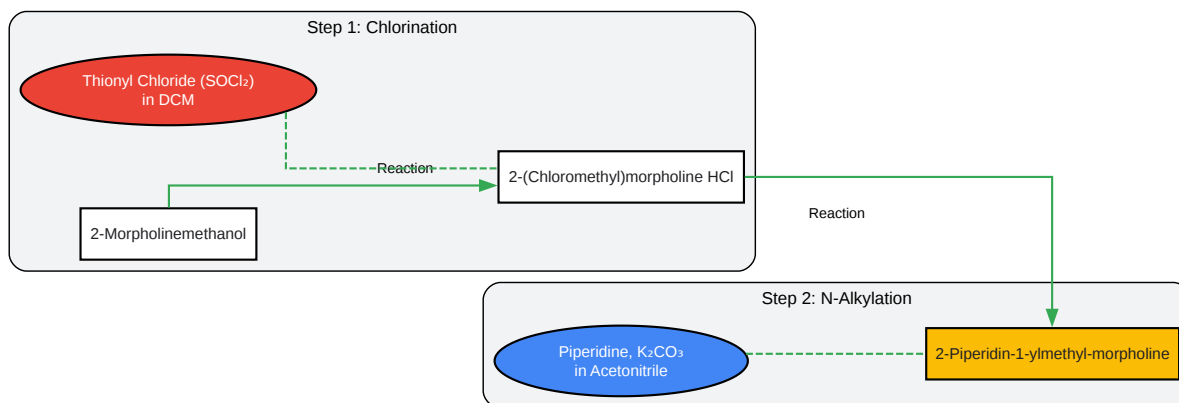 Step 1: Chlorination
Thionyl Chloride (SOCl₂)
in DCM
Reaction
2-(Chloromethyl)morpholine HCl
2-Morpholinemethanol
Reaction
Step 2: N-Alkylation
Piperidine, K₂CO₃
in Acetonitrile
2-Piperidin-1-ylmethyl-morpholine